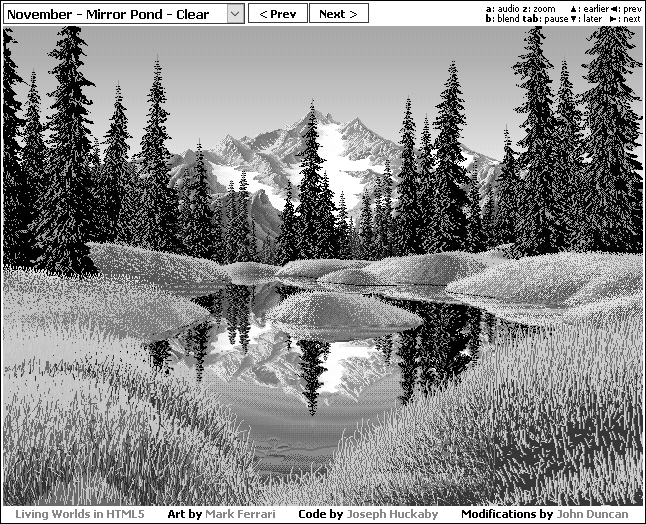 November - Mirror Pond - Clear
< Prev
Next >
a: audio z: zoom ▲: earlier ◄: prev
b: blend tab: pause ▼: later ►: next
Living Worlds in HTML5 Art by Mark Ferrari Code by Joseph Huckaby Modifications by John Duncan